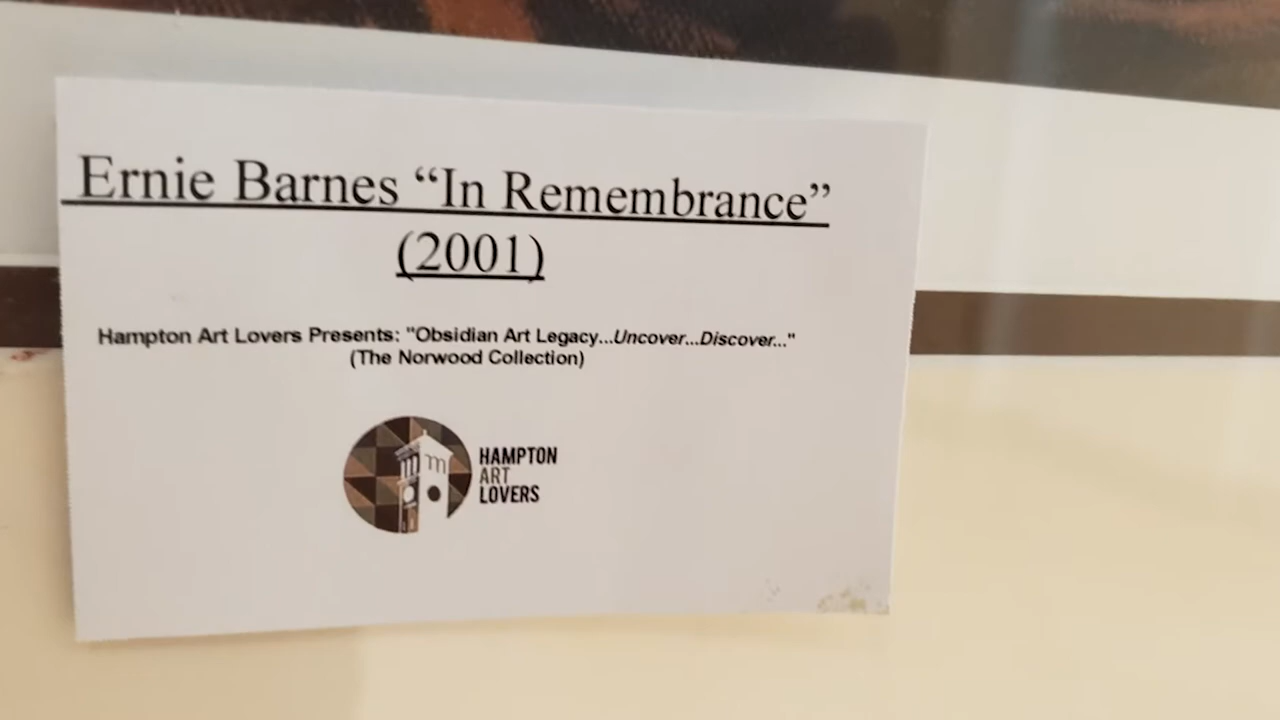 Ernie Barnes “In Remembrance”
(2001)
Hampton Art Lovers Presents: "Obsidian Art Legacy...Uncover...Discover..."
(The Norwood Collection)
HAMPTON
ART
LOVERS